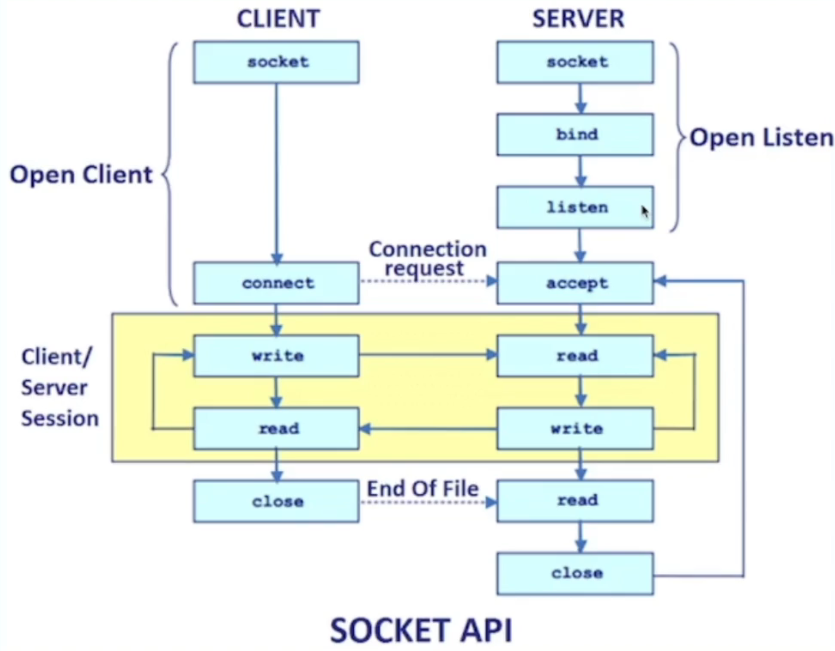 CLIENT
SERVER
socket
socket
bind
Open Listen
Open Client
listen
Connection
request
connect
accept
Client/
Server
Session
write
read
read
write
close
End Of File
read
close
SOCKET API